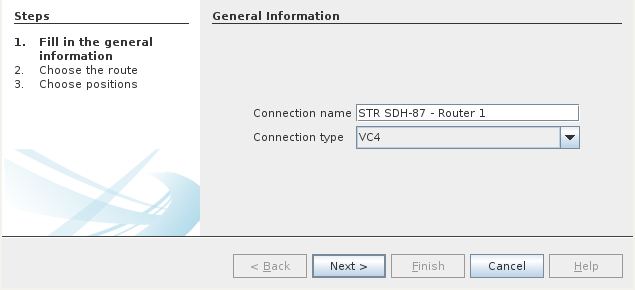 Steps
1. Fill in the general
information
2. Choose the route
3. Choose positions
General Information
Connection name STR SDH-87 - Router 1
Connection type VC4
< Back Next > Finish Cancel Help